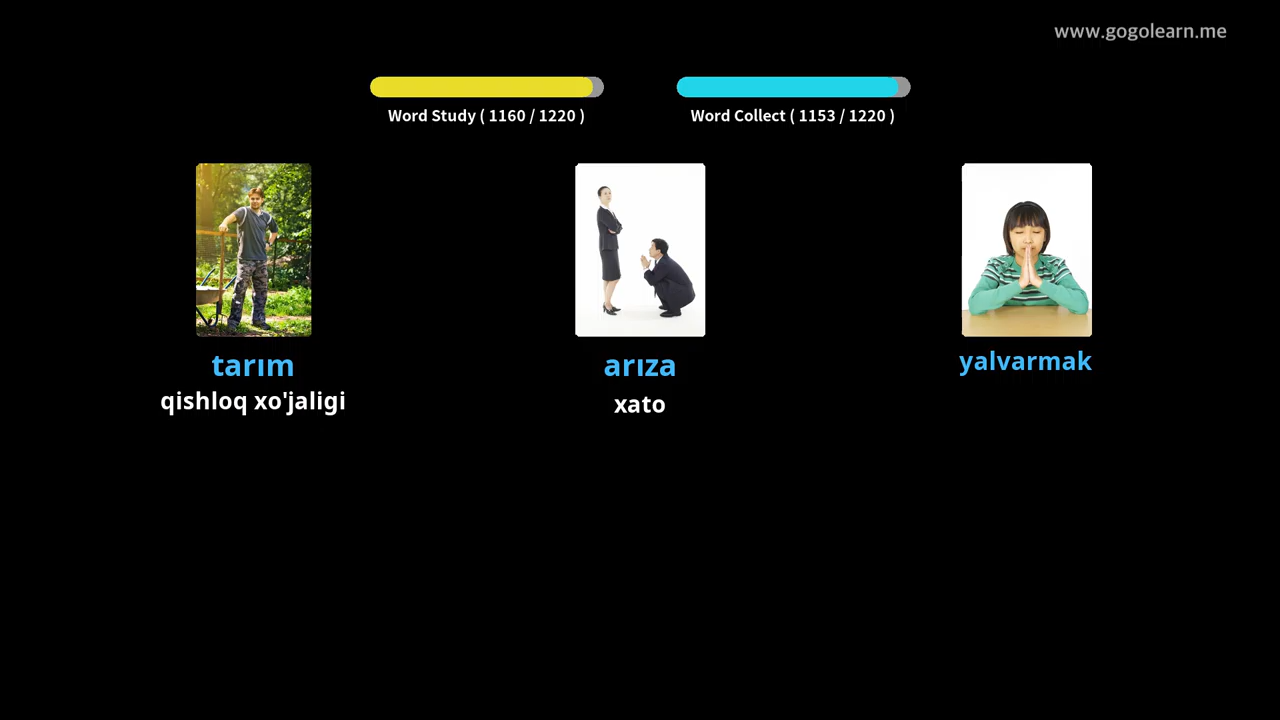 www.gogolearn.me
Word Study ( 1160 / 1220 )
Word Collect ( 1153 / 1220 )
tarım
arıza
yalvarmak
qishloq xo'jaligi
xato